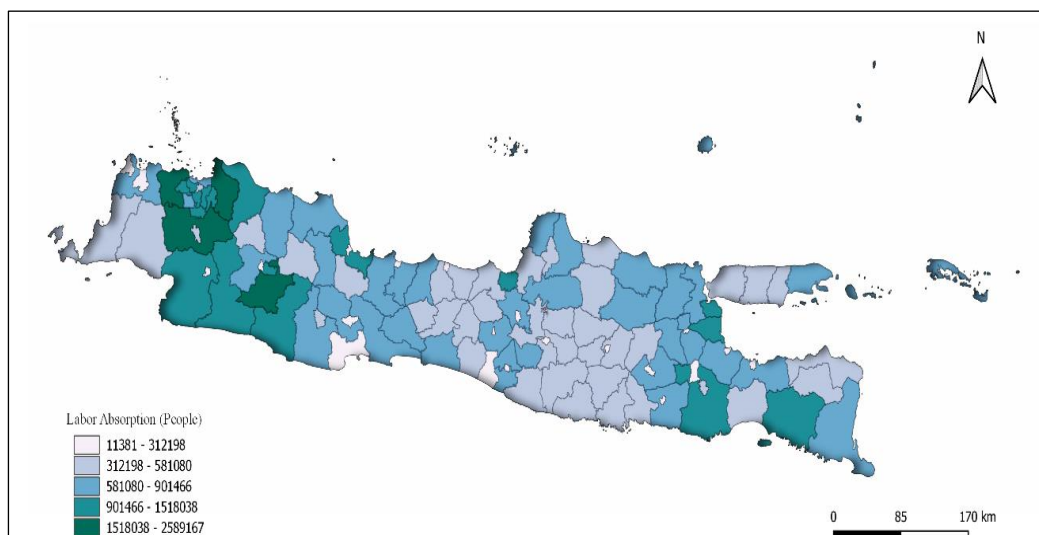 N
Labor Absorption (People)
11381 - 312198
312198 - 581080
581080 - 901466
901466 - 1518038
1518038 - 2589167
0 85 170 km